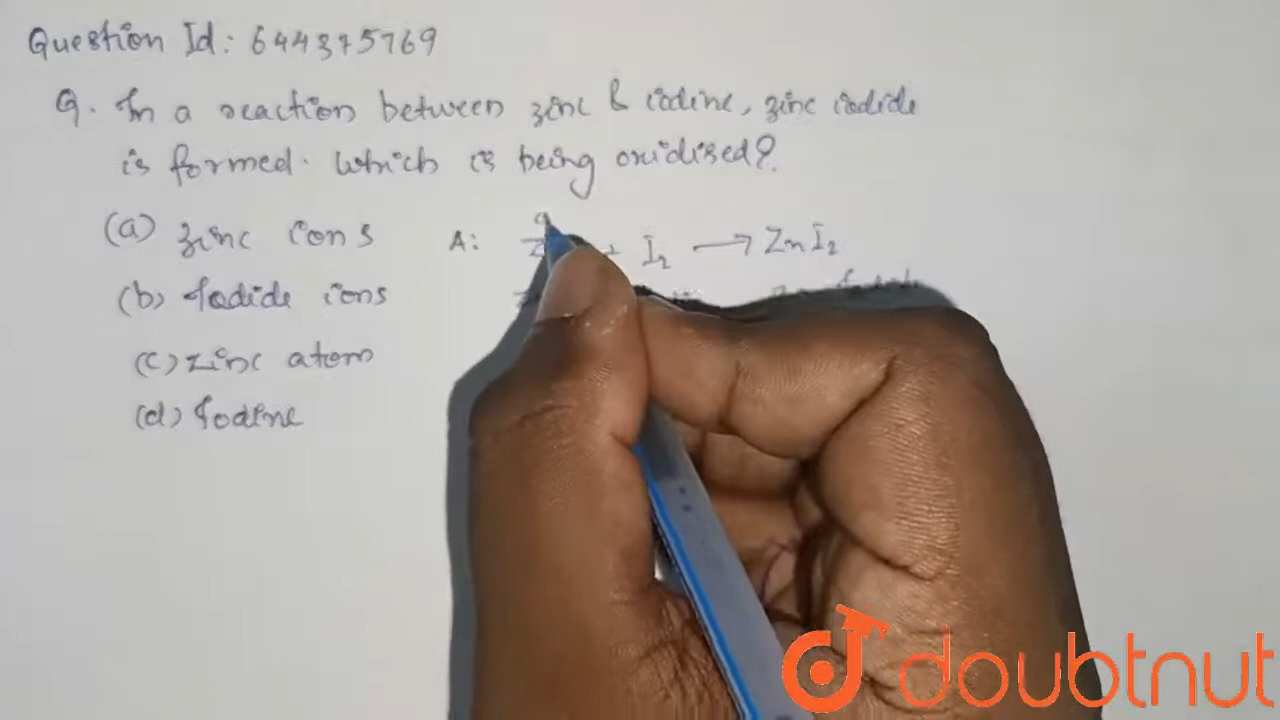 Question Id: 644375769
Q. In a reaction between zinc & iodine, zinc iodide
is formed. Which is being oxidised?
(a) zinc ions
A: + I2 → ZnI2
(b) Iodide ions
(c) Zinc atom
(d) Iodine
doubtnut